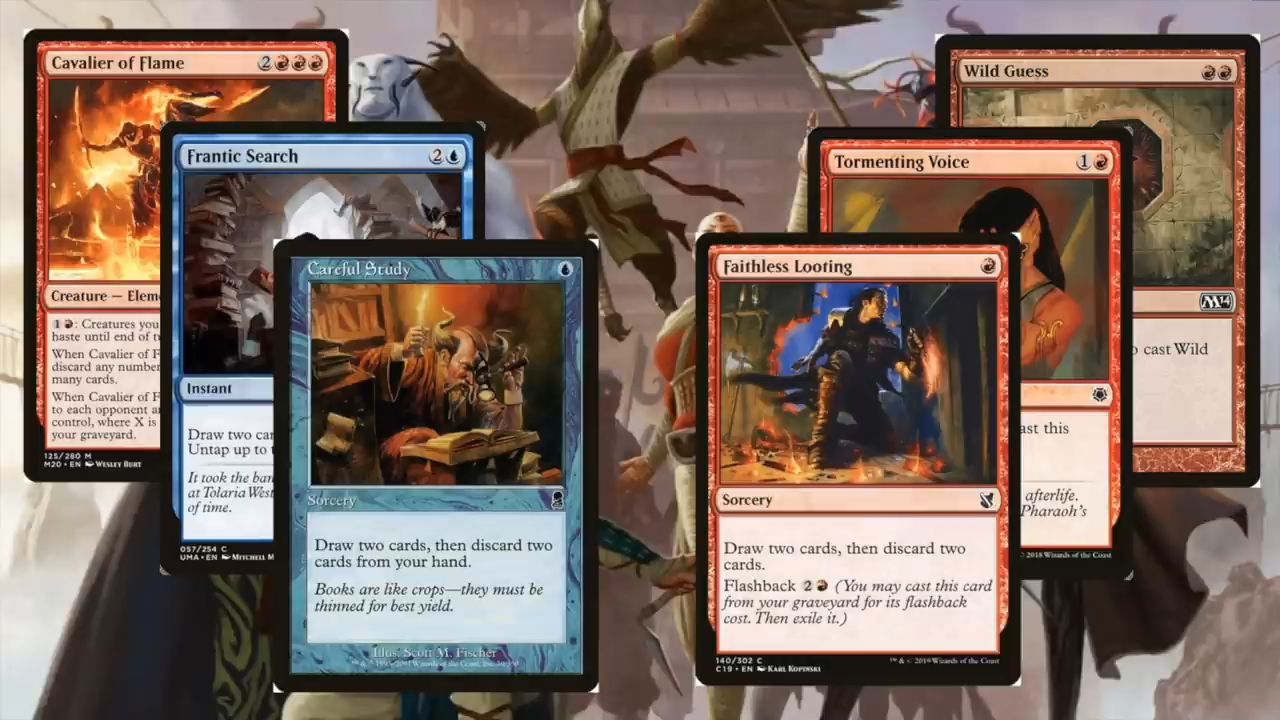 Cavalier of Flame 2
Creature — Elem
1 : Creatures you
haste until end of t
When Cavalier of F
discard any number
many cards.
When Cavalier of F
to each opponent a
control, where X is
your graveyard.
125/280 M
M20 • EN Wesley Burt
Frantic Search 2
Instant
Draw two car
Untap up to
It took the ban
at Tolaria West
of time.
057/254 C
UMA • EN Mitchell M
Careful Study
Sorcery
Draw two cards, then discard two
cards from your hand.
Books are like crops—they must be
thinned for best yield.
Illus. Scott M. Fischer
Faithless Looting
Sorcery
Draw two cards, then discard two
cards.
Flashback 2 (You may cast this card
from your graveyard for its flashback
cost. Then exile it.)
140/302 C
C19 • EN Karl Kopinski
™ & © 2019 Wizards of the Coast
Tormenting Voice 1
ast this
afterlife.
Pharaoh's
© 2018 Wizards of the Coast
Wild Guess
M14
o cast Wild